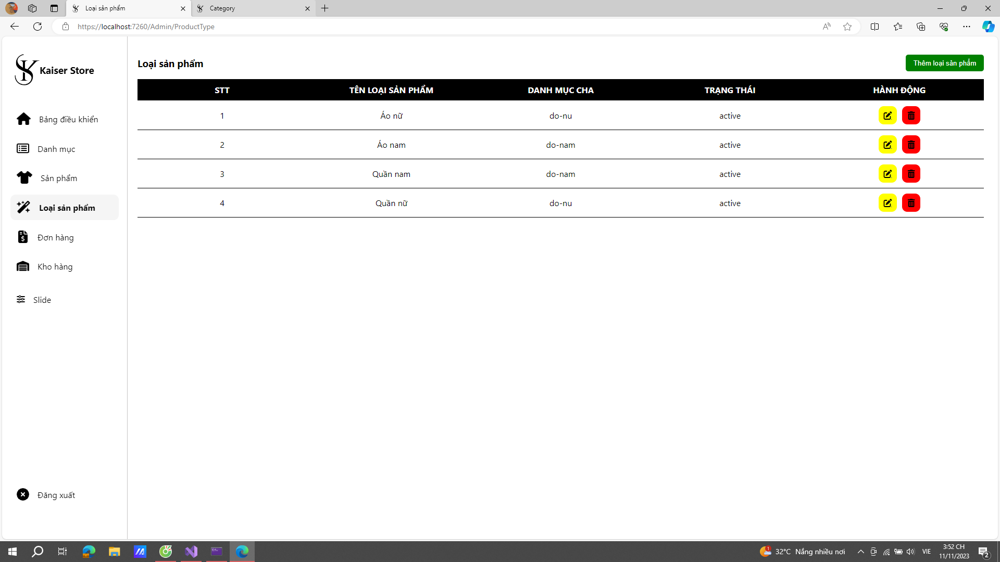 Loại sản phẩm
Category
https://localhost:7260/Admin/ProductType
Kaiser Store
Bảng điều khiển
Danh mục
Sản phẩm
Loại sản phẩm
Đơn hàng
Kho hàng
Slide
Đăng xuất
Loại sản phẩm
Thêm loại sản phẩm
STT TÊN LOẠI SẢN PHẨM DANH MỤC CHA TRẠNG THÁI HÀNH ĐỘNG
1 Áo nữ do-nu active
2 Áo nam do-nam active
3 Quần nam do-nam active
4 Quần nữ do-nu active
1
32°C Nắng nhiều nơi
VIE
3:52 CH
11/11/2023
2